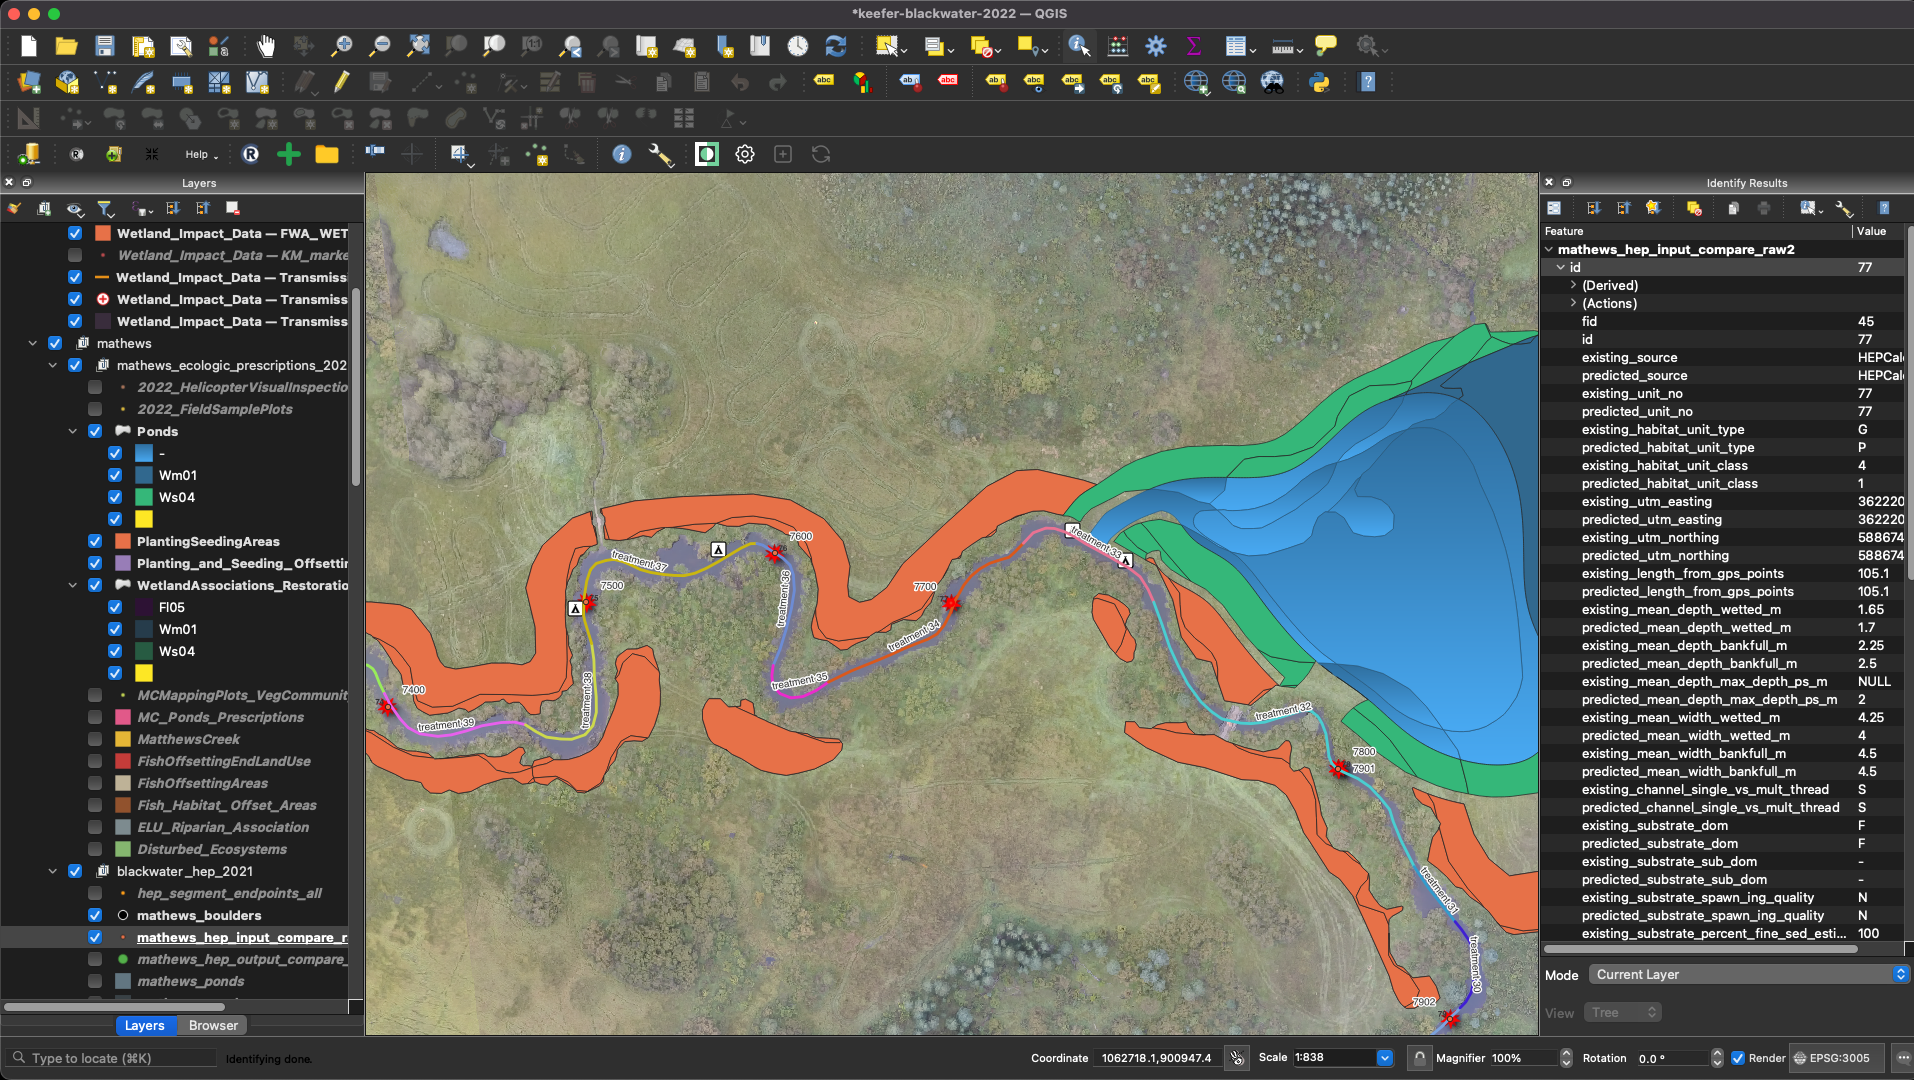 *keefer-blackwater-2022 — QGIS
Help
Layers
Wetland_Impact_Data — FWA_WET
Wetland_Impact_Data — KM_marke
Wetland_Impact_Data — Transmiss
Wetland_Impact_Data — Transmiss
Wetland_Impact_Data — Transmiss
mathews
mathews_ecologic_prescriptions_202
2022_HelicopterVisualInspectio
2022_FieldSamplePlots
Ponds
-
Wm01
Ws04
PlantingSeedingAreas
Planting_and_Seeding_Offsettin
WetlandAssociations_Restoratio
Fl05
Wm01
Ws04
MCMappingPlots_VegCommunit
MC_Ponds_Prescriptions
MatthewsCreek
FishOffsettingEndLandUse
FishOffsettingAreas
Fish_Habitat_Offset_Areas
ELU_Riparian_Association
Disturbed_Ecosystems
blackwater_hep_2021
hep_segment_endpoints_all
mathews_boulders
mathews_hep_input_compare_r
mathews_hep_output_compare_
mathews_ponds
Layers
Browser
Type to locate (⌘K)
Identifying done.
7600
treatment 37
7500
treatment 36
7700
treatment 34
treatment 33
treatment 35
7400
treatment 39
treatment 38
treatment 32
7800
7901
treatment 31
treatment 30
7902
Identify Results
Feature Value
mathews_hep_input_compare_raw2
id 77
(Derived)
(Actions)
fid 45
id 77
existing_source HEPCal
predicted_source HEPCal
existing_unit_no 77
predicted_unit_no 77
existing_habitat_unit_type G
predicted_habitat_unit_type P
existing_habitat_unit_class 4
predicted_habitat_unit_class 1
existing_utm_easting 362220
predicted_utm_easting 362220
existing_utm_northing 588674
predicted_utm_northing 588674
existing_length_from_gps_points 105.1
predicted_length_from_gps_points 105.1
existing_mean_depth_wetted_m 1.65
predicted_mean_depth_wetted_m 1.7
existing_mean_depth_bankfull_m 2.25
predicted_mean_depth_bankfull_m 2.5
existing_mean_depth_max_depth_ps_m NULL
predicted_mean_depth_max_depth_ps_m 2
existing_mean_width_wetted_m 4.25
predicted_mean_width_wetted_m 4
existing_mean_width_bankfull_m 4.5
predicted_mean_width_bankfull_m 4.5
existing_channel_single_vs_mult_thread S
predicted_channel_single_vs_mult_thread S
existing_substrate_dom F
predicted_substrate_dom F
existing_substrate_sub_dom -
predicted_substrate_sub_dom -
existing_substrate_spawn_ing_quality N
predicted_substrate_spawn_ing_quality N
existing_substrate_percent_fine_sed_esti... 100
Mode Current Layer
View Tree
Coordinate 1062718.1,900947.4
Scale 1:838
Magnifier 100%
Rotation 0.0 °
Render
EPSG:3005